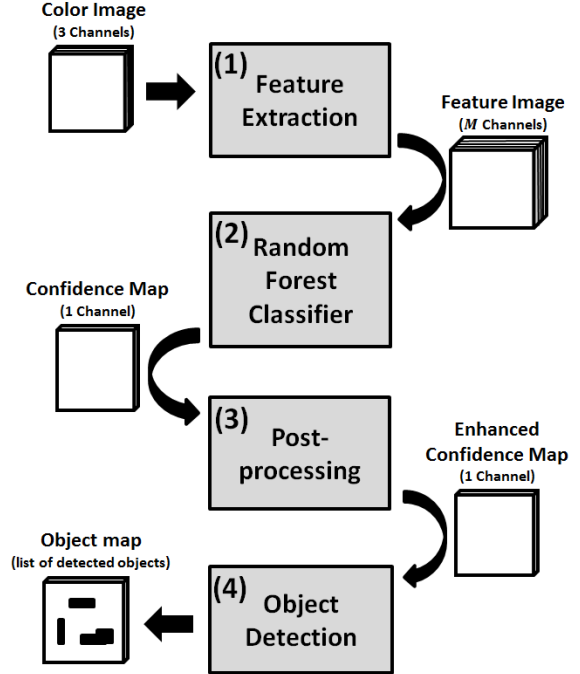 Color Image
(3 Channels)
(1)
Feature
Extraction
Feature Image
(M Channels)
(2)
Random
Forest
Classifier
Confidence Map
(1 Channel)
(3)
Post-
processing
Enhanced
Confidence Map
(1 Channel)
Object map
(list of detected objects)
(4)
Object
Detection